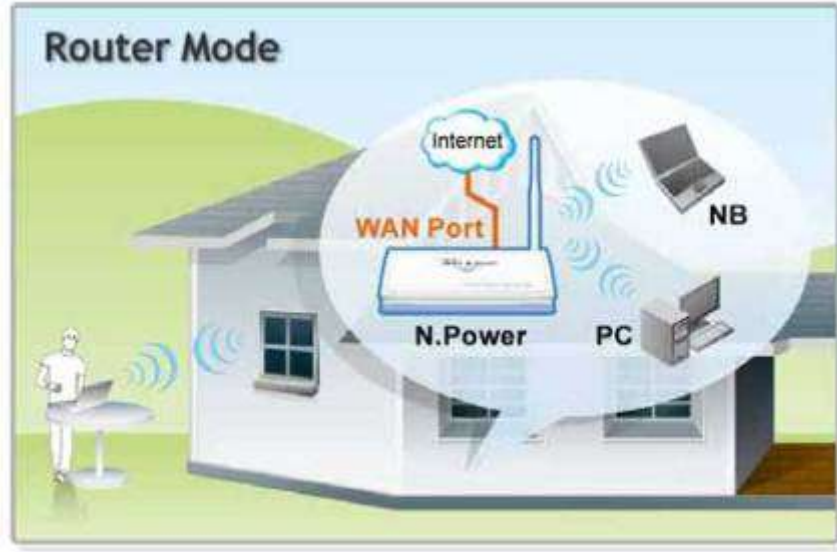 Router Mode
Internet
NB
WAN Port
N.Power
PC